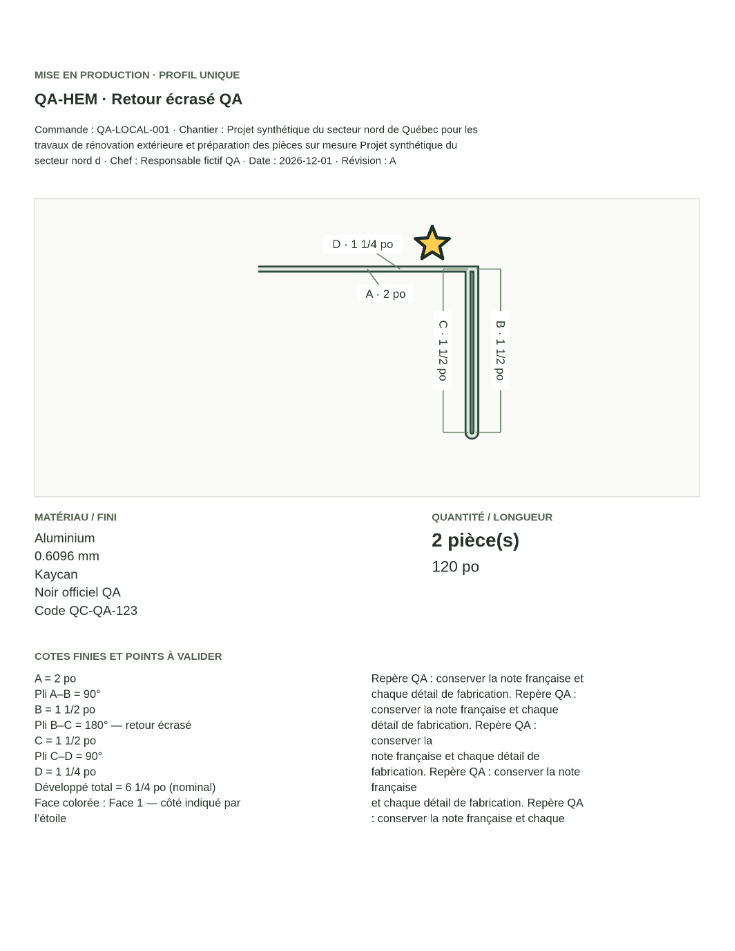 MISE EN PRODUCTION · PROFIL UNIQUE
QA-HEM · Retour écrasé QA
Commande : QA-LOCAL-001 · Chantier : Projet synthétique du secteur nord de Québec pour les
travaux de rénovation extérieure et préparation des pièces sur mesure Projet synthétique du
secteur nord d · Chef : Responsable fictif QA · Date : 2026-12-01 · Révision : A
D · 1 1/4 po
A · 2 po
C · 1 1/2 po
B · 1 1/2 po
MATÉRIAU / FINI
Aluminium
0.6096 mm
Kaycan
Noir officiel QA
Code QC-QA-123
QUANTITÉ / LONGUEUR
2 pièce(s)
120 po
COTES FINIES ET POINTS À VALIDER
A = 2 po
Pli A–B = 90°
B = 1 1/2 po
Pli B–C = 180° — retour écrasé
C = 1 1/2 po
Pli C–D = 90°
D = 1 1/4 po
Développé total = 6 1/4 po (nominal)
Face colorée : Face 1 — côté indiqué par
l'étoile
Repère QA : conserver la note française et
chaque détail de fabrication. Repère QA :
conserver la note française et chaque
détail de fabrication. Repère QA :
conserver la
note française et chaque détail de
fabrication. Repère QA : conserver la note
française
et chaque détail de fabrication. Repère QA
: conserver la note française et chaque